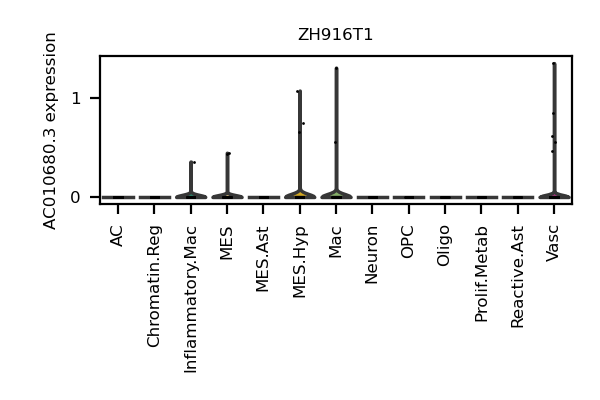 ZH916T1
AC010680.3 expression
1
0
AC
Chromatin.Reg
Inflammatory.Mac
MES
MES.Ast
MES.Hyp
Mac
Neuron
OPC
Oligo
Prolif.Metab
Reactive.Ast
Vasc